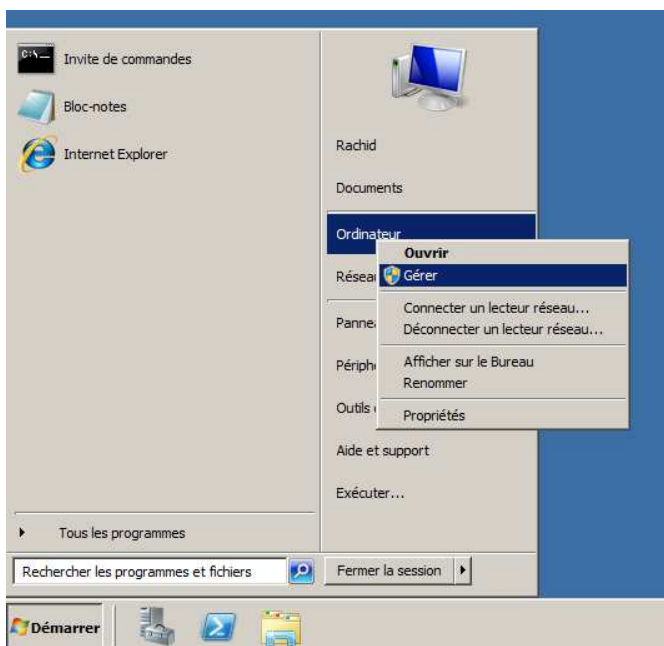 C:\
Invite de commandes
Bloc-notes
Internet Explorer
Rachid
Documents
Ordinateur
Ouvrir
Gérer
Connecter un lecteur réseau...
Déconnecter un lecteur réseau...
Afficher sur le Bureau
Renommer
Outils
Propriétés
Aide et support
Exécuter...
Tous les programmes
Rechercher les programmes et fichiers
Fermer la session
Démarrer